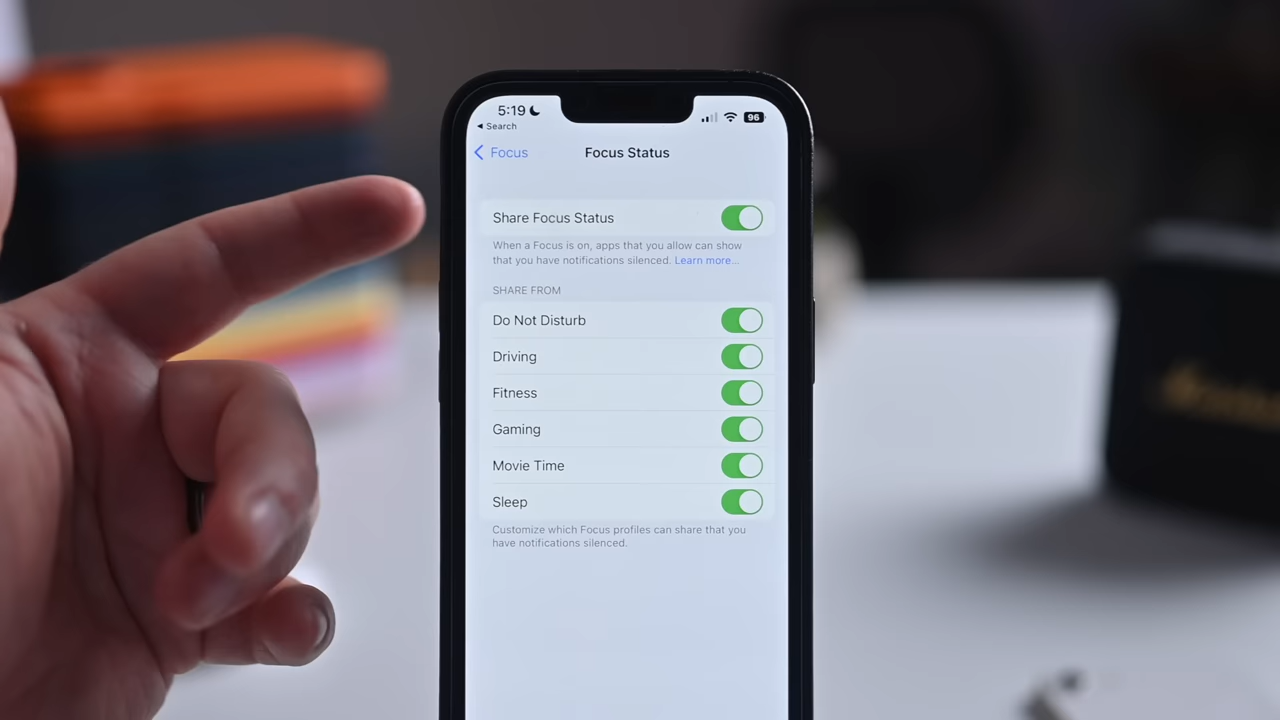 5:19
96
◂ Search
Focus
Focus Status
Share Focus Status
When a Focus is on, apps that you allow can show
that you have notifications silenced. Learn more...
SHARE FROM
Do Not Disturb
Driving
Fitness
Gaming
Movie Time
Sleep
Customize which Focus profiles can share that you
have notifications silenced.